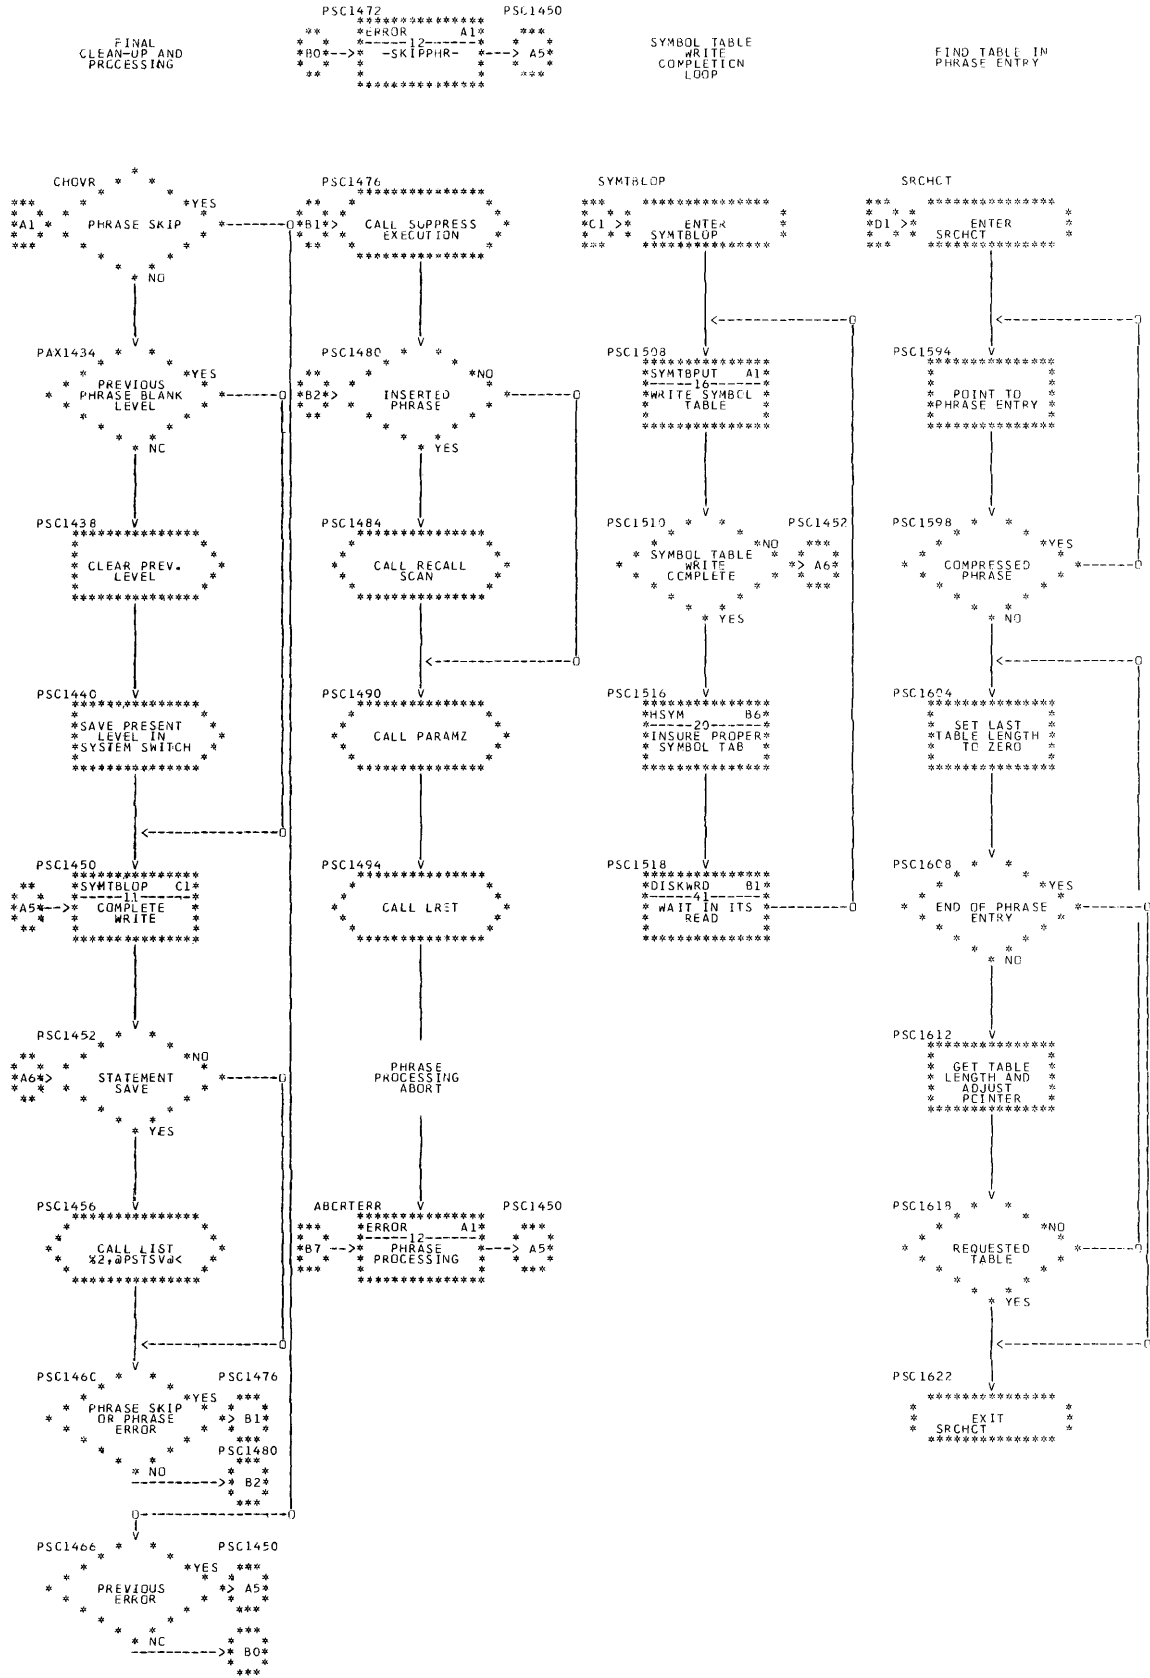 FINAL
CLEAN-UP AND
PROCESSING
PSC1472
PSC1450
B0
ERROR A1
12
-SKIPPHR-
A5
SYMBOL TABLE
WRITE
COMPLETION
LOOP
FIND TABLE IN
PHRASE ENTRY
CHOVR
A1
PHRASE SKIP
YES
NO
PAX1434
PREVIOUS
PHRASE BLANK
LEVEL
YES
NC
PSC1438
CLEAR PREV.
LEVEL
PSC1440
SAVE PRESENT
LEVEL IN
SYSTEM SWITCH
PSC1450
A5
SYMTBLOP C1
11
COMPLETE
WRITE
PSC1452
A6
STATEMENT
SAVE
NO
YES
PSC1456
CALL LIST
%2,@PSTSV@<
PSC146C
PHRASE SKIP
OR PHRASE
ERROR
YES
PSC1476
B1
NO
PSC1480
B2
PSC1466
PREVIOUS
ERROR
YES
PSC1450
A5
NC
B0
PSC1476
B1
CALL SUPPRESS
EXECUTION
PSC1480
B2
INSERTED
PHRASE
NO
YES
PSC1484
CALL RECALL
SCAN
PSC1490
CALL PARAMZ
PSC1494
CALL LRET
PHRASE
PROCESSING
ABORT
ABCRTERR
PSC1450
B7
ERROR A1
12
PHRASE
PROCESSING
A5
SYMTBLOP
C1
ENTER
SYMTBLOP
PSC1508
SYMTBPUT A1
16
WRITE SYMBOL
TABLE
PSC1510
SYMBOL TABLE
WRITE
COMPLETE
NO
PSC1452
A6
YES
PSC1516
HSYM B6
20
INSURE PROPER
SYMBOL TAB
PSC1518
DISKWRD B1
41
WAIT IN ITS
READ
SRCHCT
D1
ENTER
SRCHCT
PSC1594
POINT TO
PHRASE ENTRY
PSC1598
COMPRESSED
PHRASE
YES
NO
PSC1604
SET LAST
TABLE LENGTH
TO ZERO
PSC1608
END OF PHRASE
ENTRY
YES
NO
PSC1612
GET TABLE
LENGTH AND
ADJUST
PCINTER
PSC1618
REQUESTED
TABLE
NO
YES
PSC1622
EXIT
SRCHCT